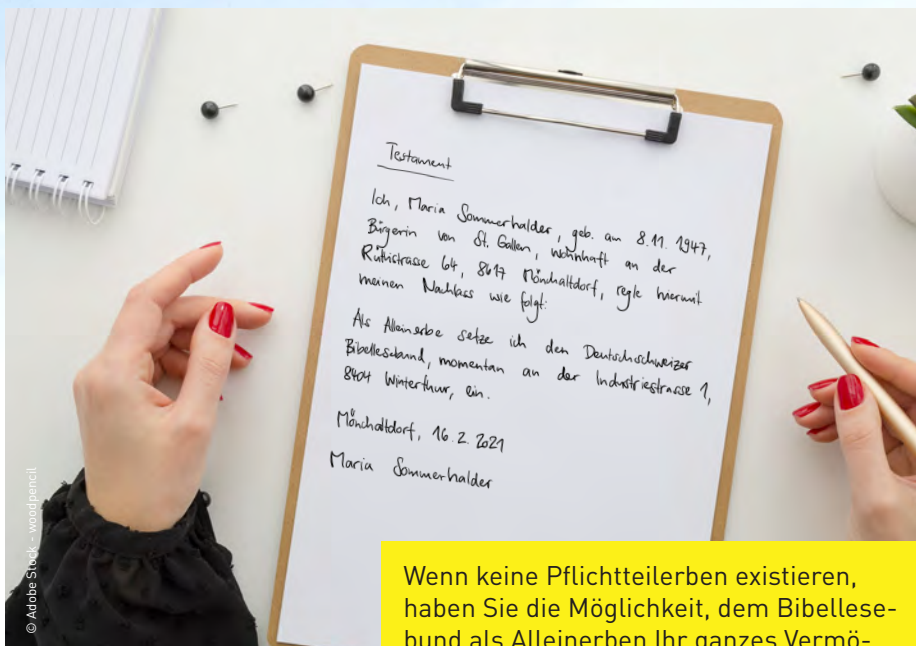 Testament
Ich, Maria Sommerhalder, geb. am 8.11.1947,
Bürgerin von St. Gallen, wohnhaft an der
Rütistrasse 64, 8617 Mönchaltdorf, regle hiermit
meinen Nachlass wie folgt:
Als Alleinerbe setze ich den Deutschschweizer
Bibellesebund, momentan an der Industriestrasse 1,
8404 Winterthur, ein.
Mönchaltdorf, 16.2.2021
Maria Sommerhalder
© Adobe Stock - woodpencil
Wenn keine Pflichtteilerben existieren,
haben Sie die Möglichkeit, dem Bibellese-
bund als Alleinerben Ihr ganzes Vermö-